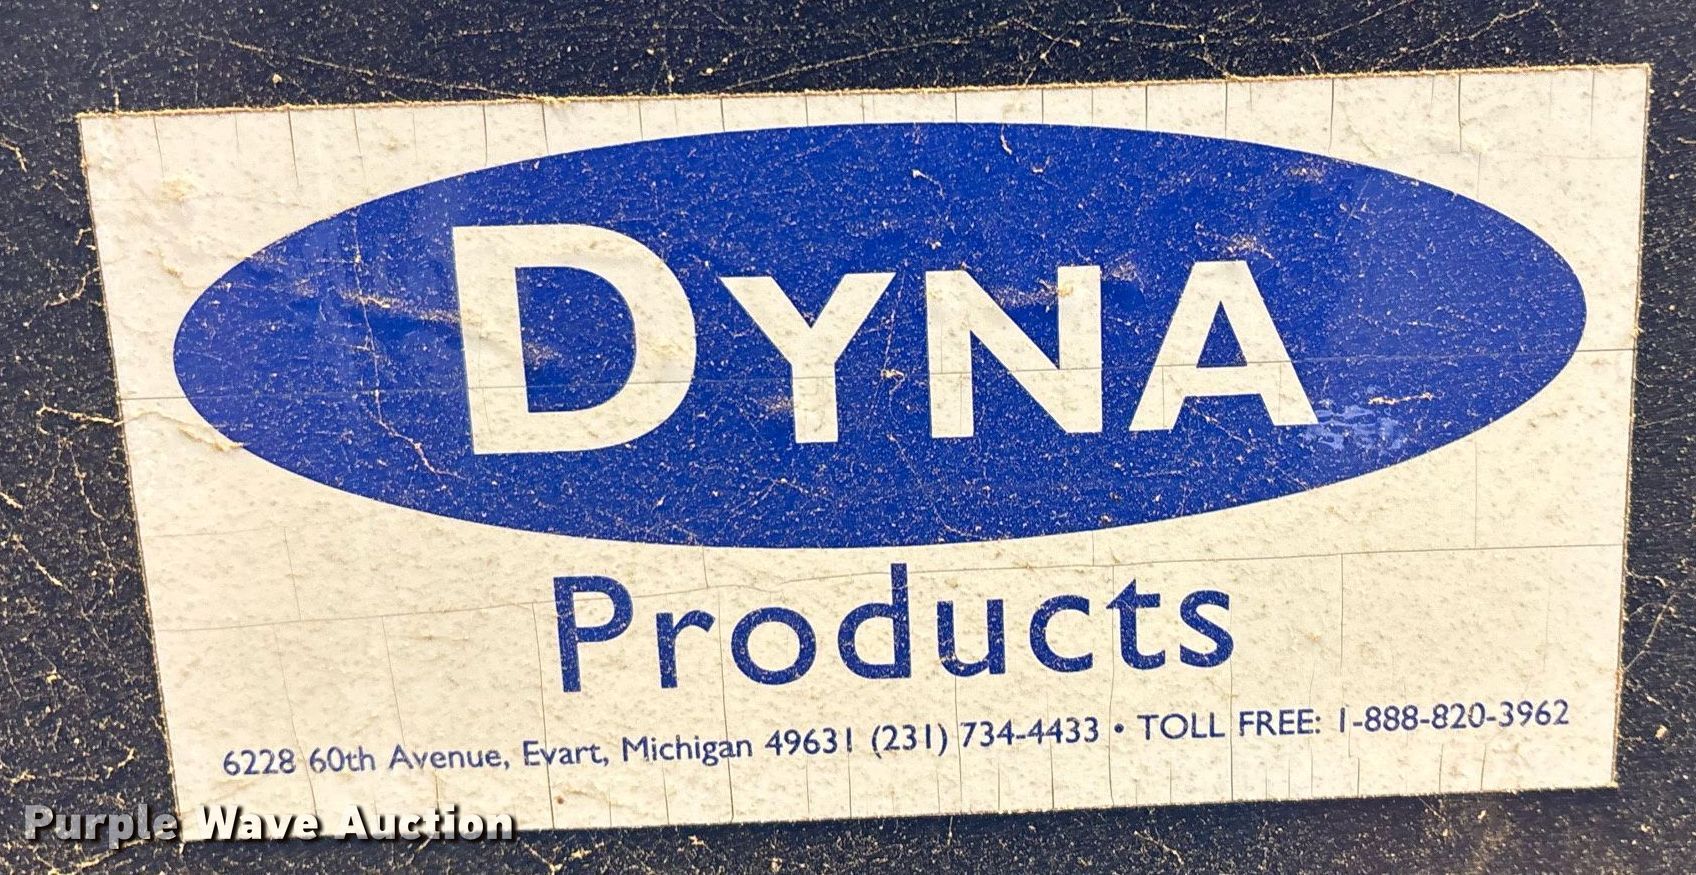 DYNA
Products
6228 60th Avenue, Evart, Michigan 49631 (231) 734-4433 • TOLL FREE: 1-888-820-3962
Purple Wave Auction